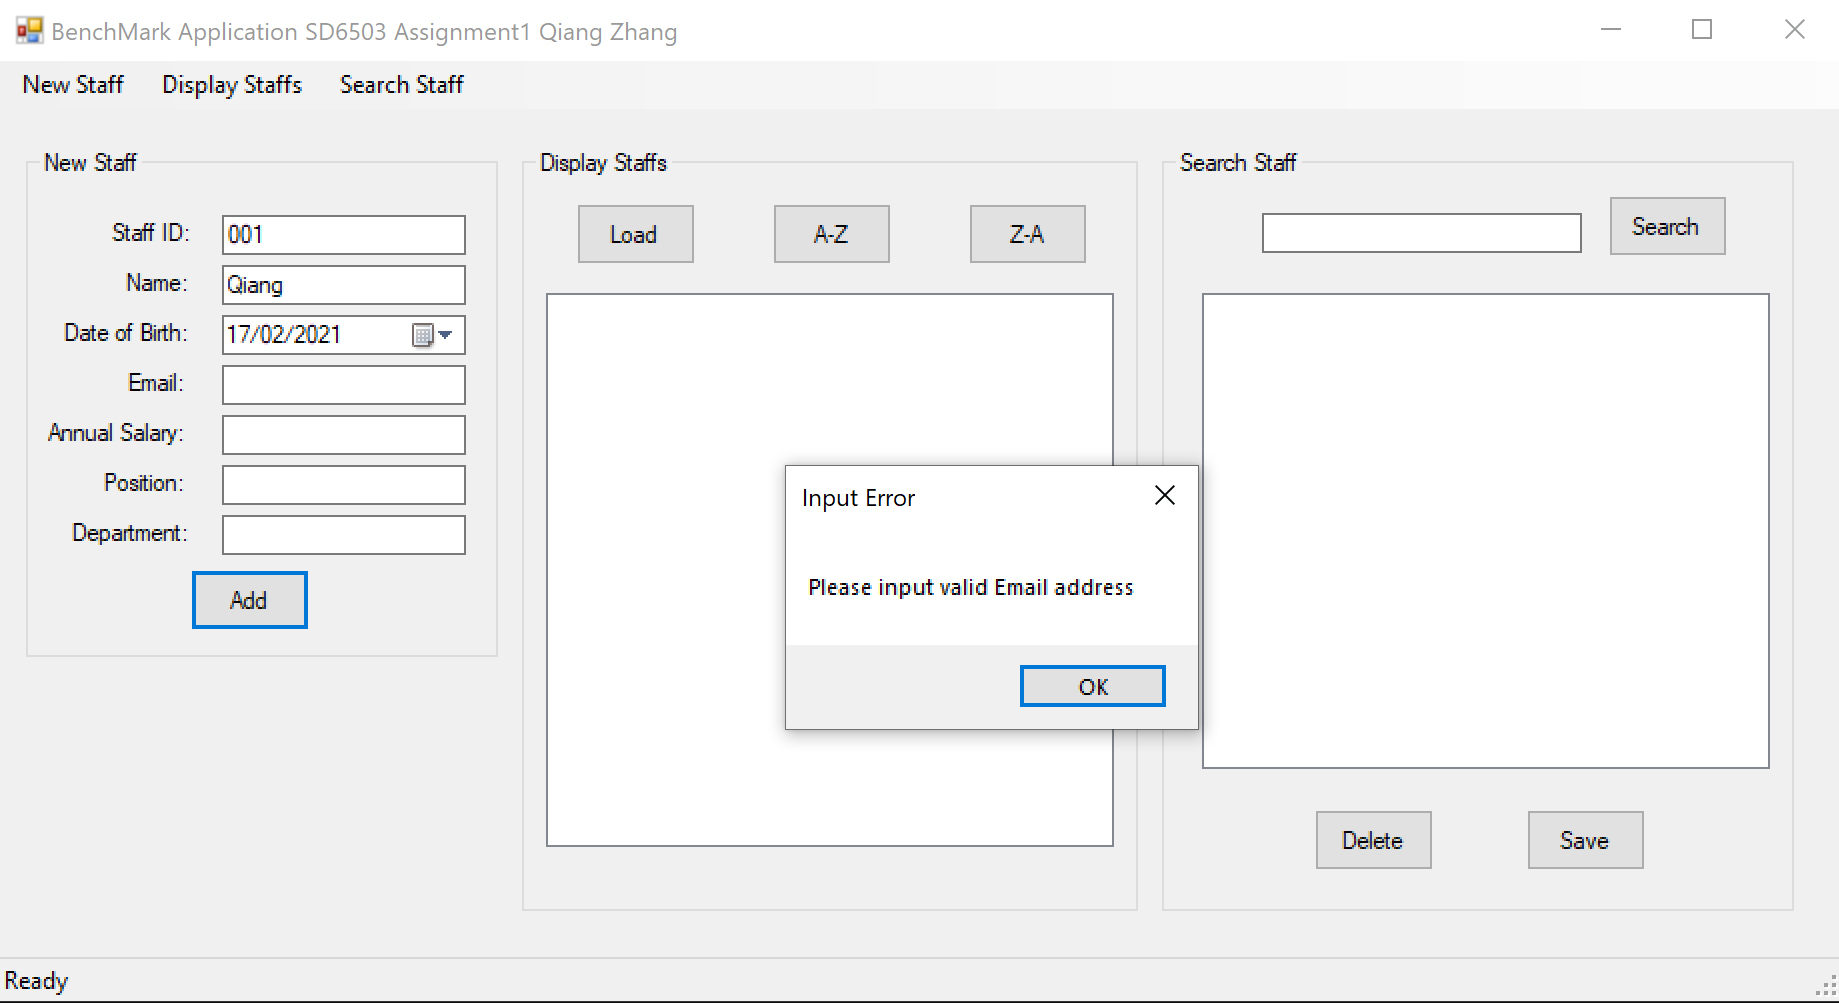 BenchMark Application SD6503 Assignment1 Qiang Zhang
New Staff Display Staffs Search Staff
New Staff
Staff ID: 001
Name: Qiang
Date of Birth: 17/02/2021
Email:
Annual Salary:
Position:
Department:
Add
Display Staffs
Load A-Z Z-A
Search Staff
Search
Delete Save
Input Error
Please input valid Email address
OK
Ready